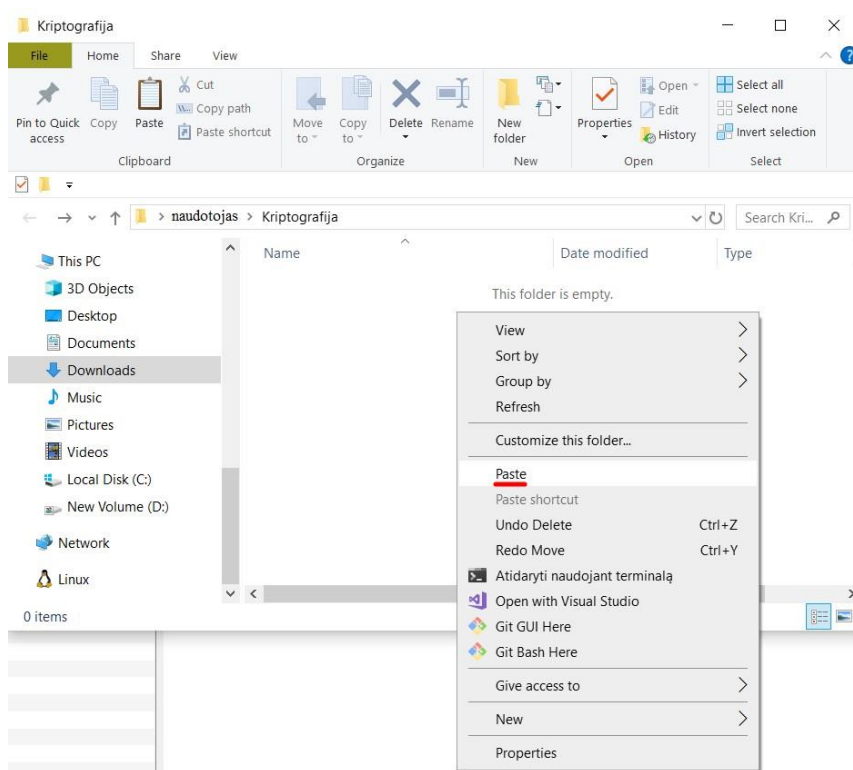 Kriptografija
File Home Share View
Pin to Quick access
Copy
Paste
Cut
Copy path
Paste shortcut
Clipboard
Move to
Copy to
Delete
Rename
Organize
New folder
New
Properties
Open
Edit
History
Open
Select all
Select none
Invert selection
Select
naudotojas > Kriptografija
Search Kri...
This PC
3D Objects
Desktop
Documents
Downloads
Music
Pictures
Videos
Local Disk (C:)
New Volume (D:)
Network
Linux
0 items
Name Date modified Type
This folder is empty.
View
Sort by
Group by
Refresh
Customize this folder...
Paste
Paste shortcut
Undo Delete Ctrl+Z
Redo Move Ctrl+Y
Atidaryti naudojant terminalą
Open with Visual Studio
Git GUI Here
Git Bash Here
Give access to
New
Properties